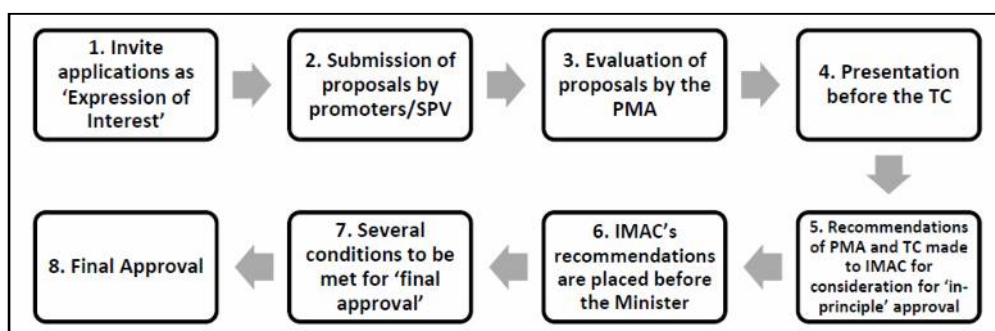 1. Invite
applications as
‘Expression of
Interest’
2. Submission of
proposals by
promoters/SPV
3. Evaluation of
proposals by the
PMA
4. Presentation
before the TC
5. Recommendations
of PMA and TC made
to IMAC for
consideration for ‘in-
principle’ approval
6. IMAC’s
recommendations
are placed before
the Minister
7. Several
conditions to be
met for ‘final
approval’
8. Final Approval